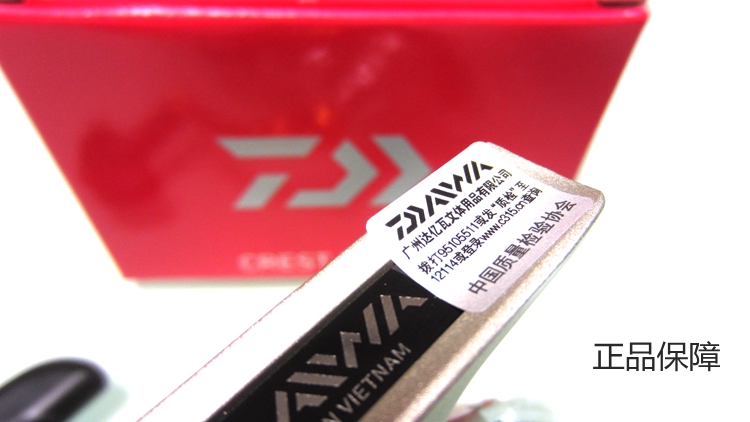 CREST
DAIWA
广州达亿瓦文体用品有限公司
拨打95105511或发“质检”至
12114或登录www.c315.cn查询
中国质量检验协会
AIWA
N VIETNAM
正品保障